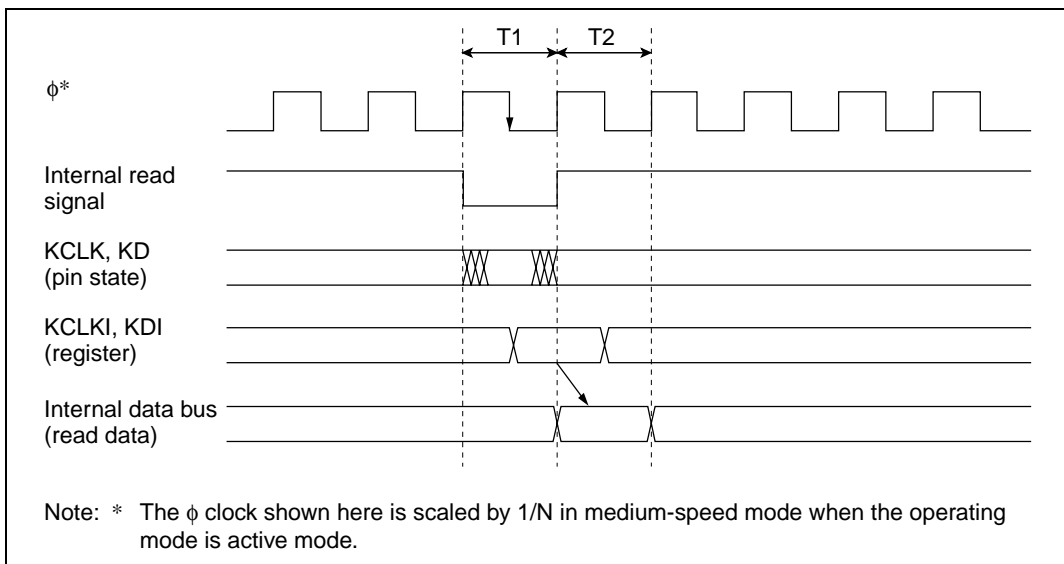 T1 T2
ϕ*
Internal read
signal
KCLK, KD
(pin state)
KCLKI, KDI
(register)
Internal data bus
(read data)
Note: * The ϕ clock shown here is scaled by 1/N in medium-speed mode when the operating
mode is active mode.